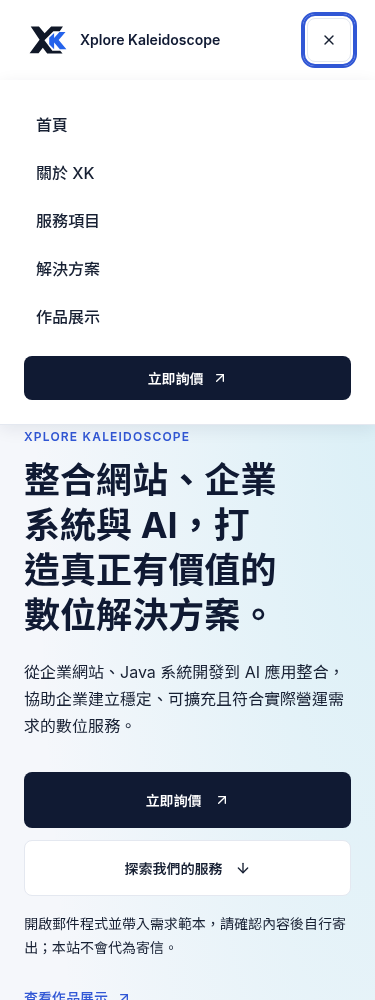 Xplore Kaleidoscope
首頁
關於 XK
服務項目
解決方案
作品展示
立即詢價
XPLORE KALEIDOSCOPE
整合網站、企業
系統與 AI，打
造真正有價值的
數位解決方案。
從企業網站、Java 系統開發到 AI 應用整合，
協助企業建立穩定、可擴充且符合實際營運需
求的數位服務。
立即詢價
探索我們的服務
開啟郵件程式並帶入需求範本，請確認內容後自行寄
出；本站不會代為寄信。
查看作品展示